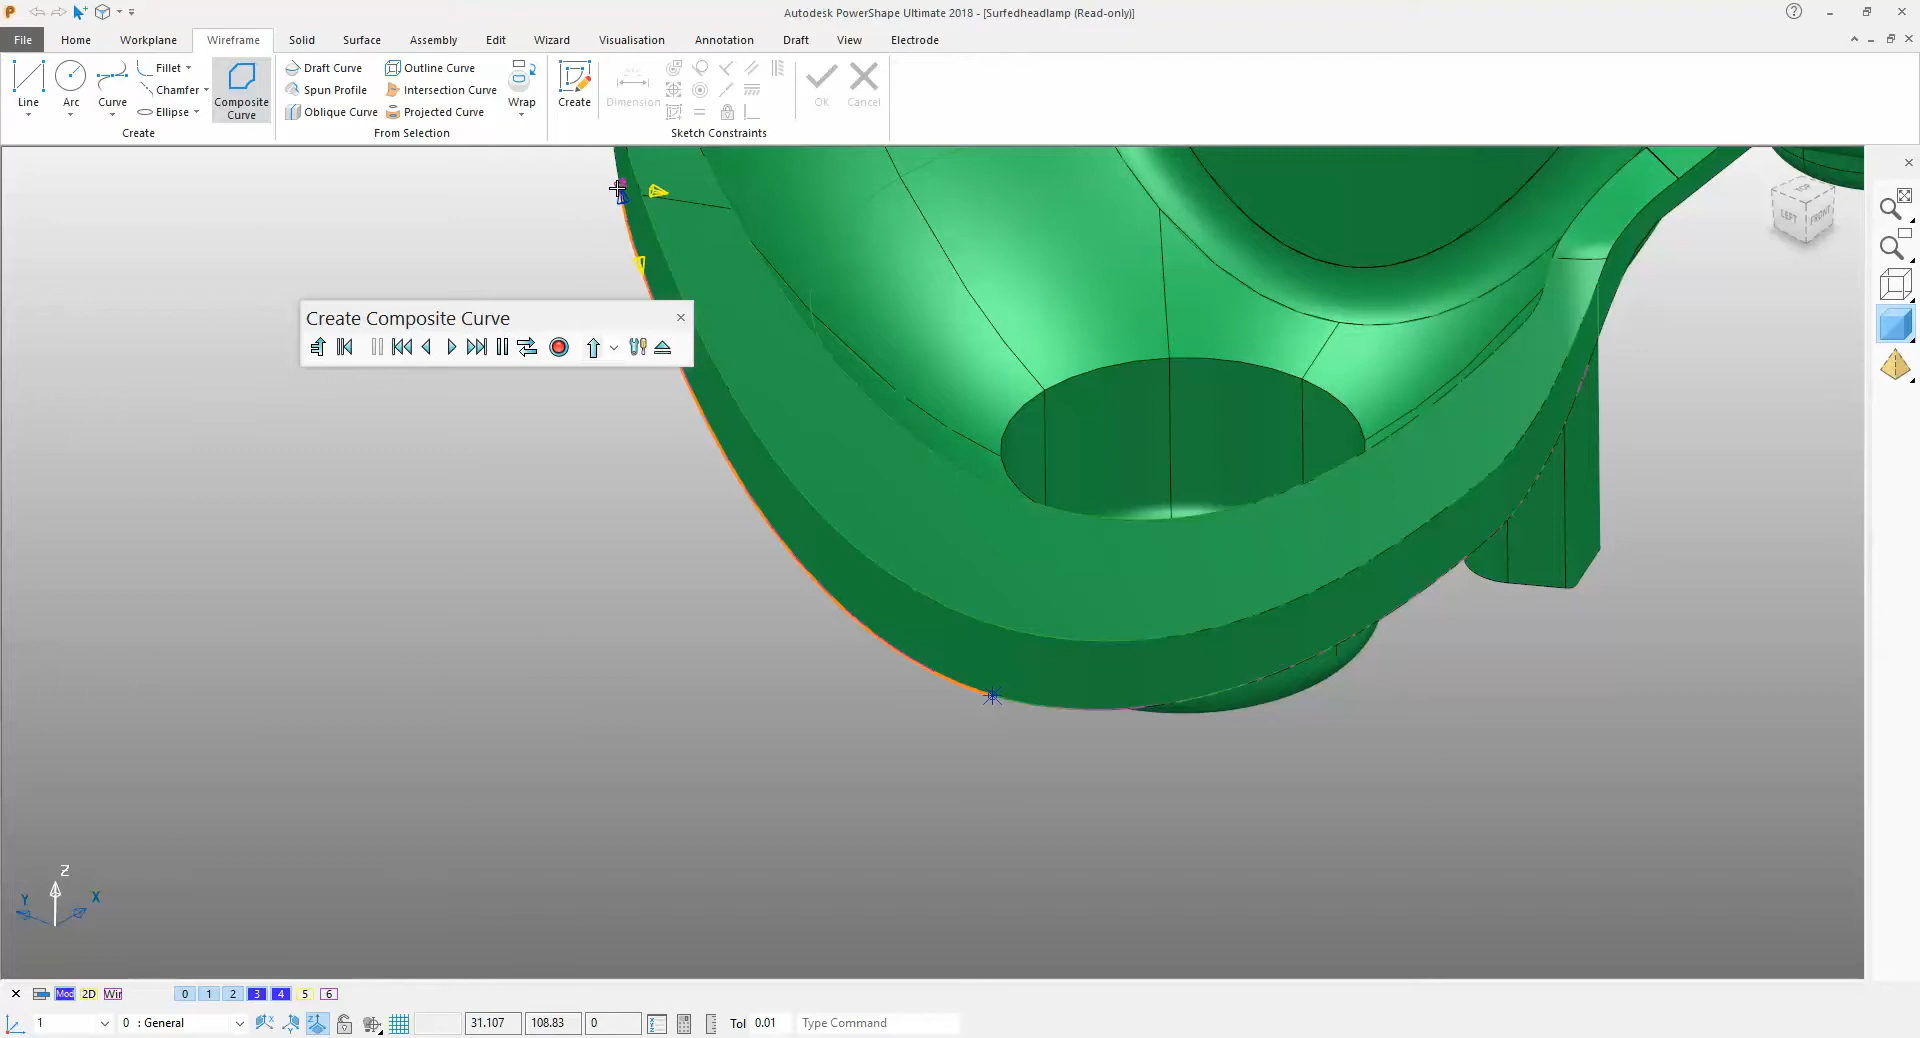 Autodesk PowerShape Ultimate 2018 - [Surfedheadlamp (Read-only)]
File Home Workplane Wireframe Solid Surface Assembly Edit Wizard Visualisation Annotation Draft View Electrode
Line Arc Curve Fillet Chamfer Ellipse Composite Curve
Draft Curve Outline Curve
Spun Profile Intersection Curve
Oblique Curve Projected Curve
Wrap Create Dimension OK Cancel
Create From Selection Sketch Constraints
TOP
LEFT FRONT
Create Composite Curve
Z
Y X
Mod 2D Wir 0 1 2 3 4 5 6
1 0 : General 31.107 108.83 0 Tol 0.01 Type Command